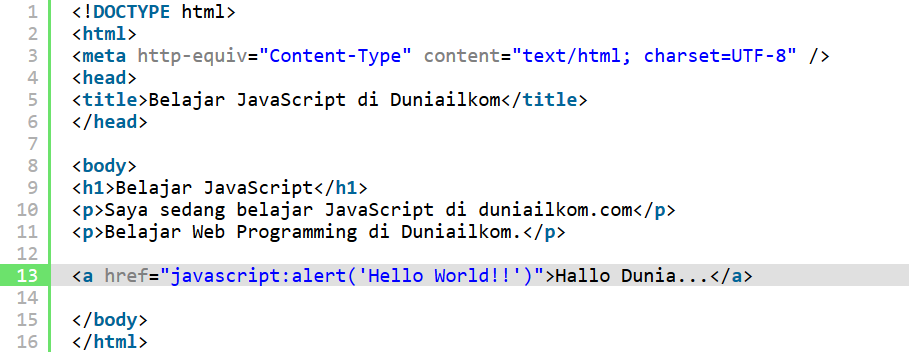 1 <!DOCTYPE html>
2 <html>
3 <meta http-equiv="Content-Type" content="text/html; charset=UTF-8" />
4 <head>
5 <title>Belajar JavaScript di Duniailkom</title>
6 </head>
7
8 <body>
9 <h1>Belajar JavaScript</h1>
10 <p>Saya sedang belajar JavaScript di duniailkom.com</p>
11 <p>Belajar Web Programming di Duniailkom.</p>
12
13 <a href="javascript:alert('Hello World!!')">Hallo Dunia...</a>
14
15 </body>
16 </html>